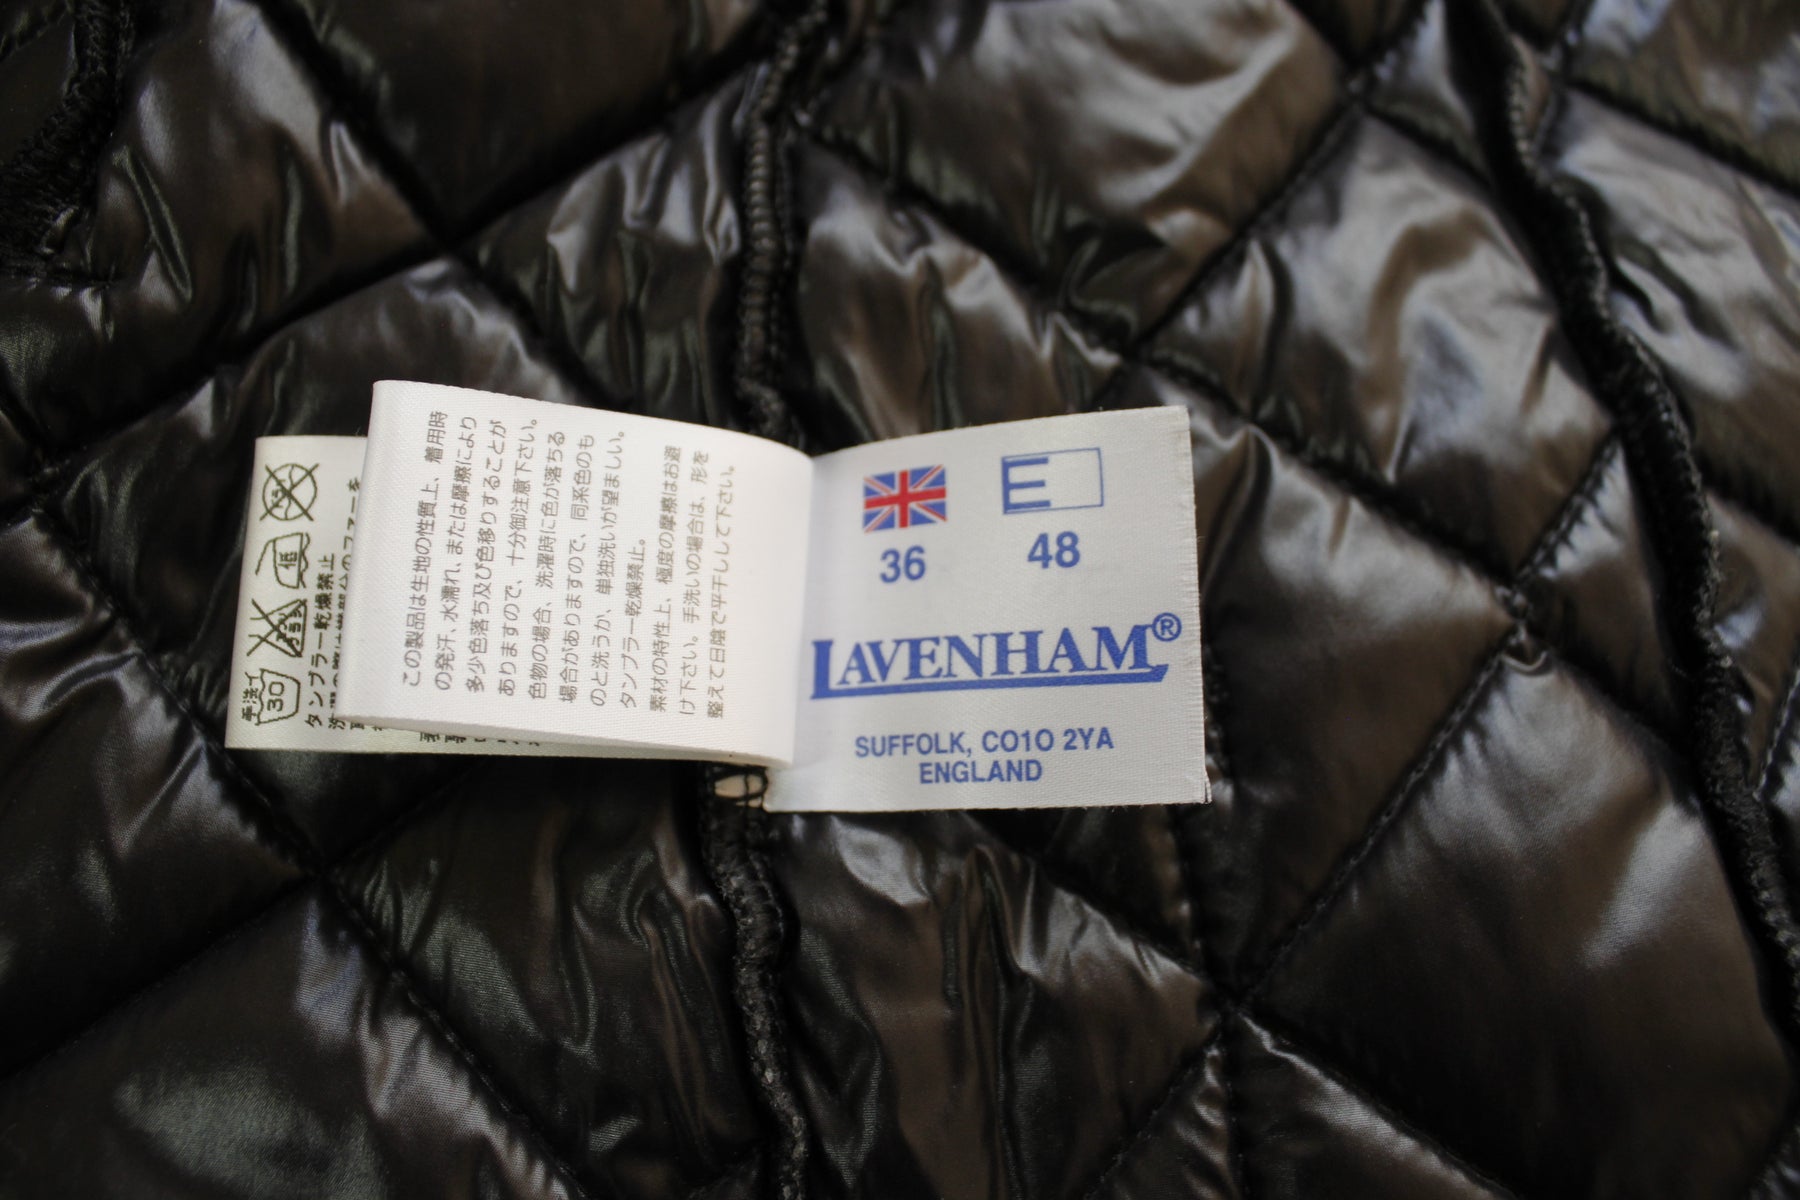 この製品は生地の性質上、着用時
の発汗、水濡れ、または摩擦により
多少色落ち及び色移りすることが
ありますので、十分御注意下さい。
色物の場合、洗濯時に色が落ちる
場合がありますので、同系色のも
のと洗うか、単独洗いが望ましい。
タンブラー乾燥禁止。
素材の特性上、極度の摩擦はお避
け下さい。手洗いの場合は、形を
整えて日陰で平干しして下さい。
手洗イ
30
低
タンブラー乾燥禁止
E
36
48
LAVENHAM®
SUFFOLK, CO1O 2YA
ENGLAND